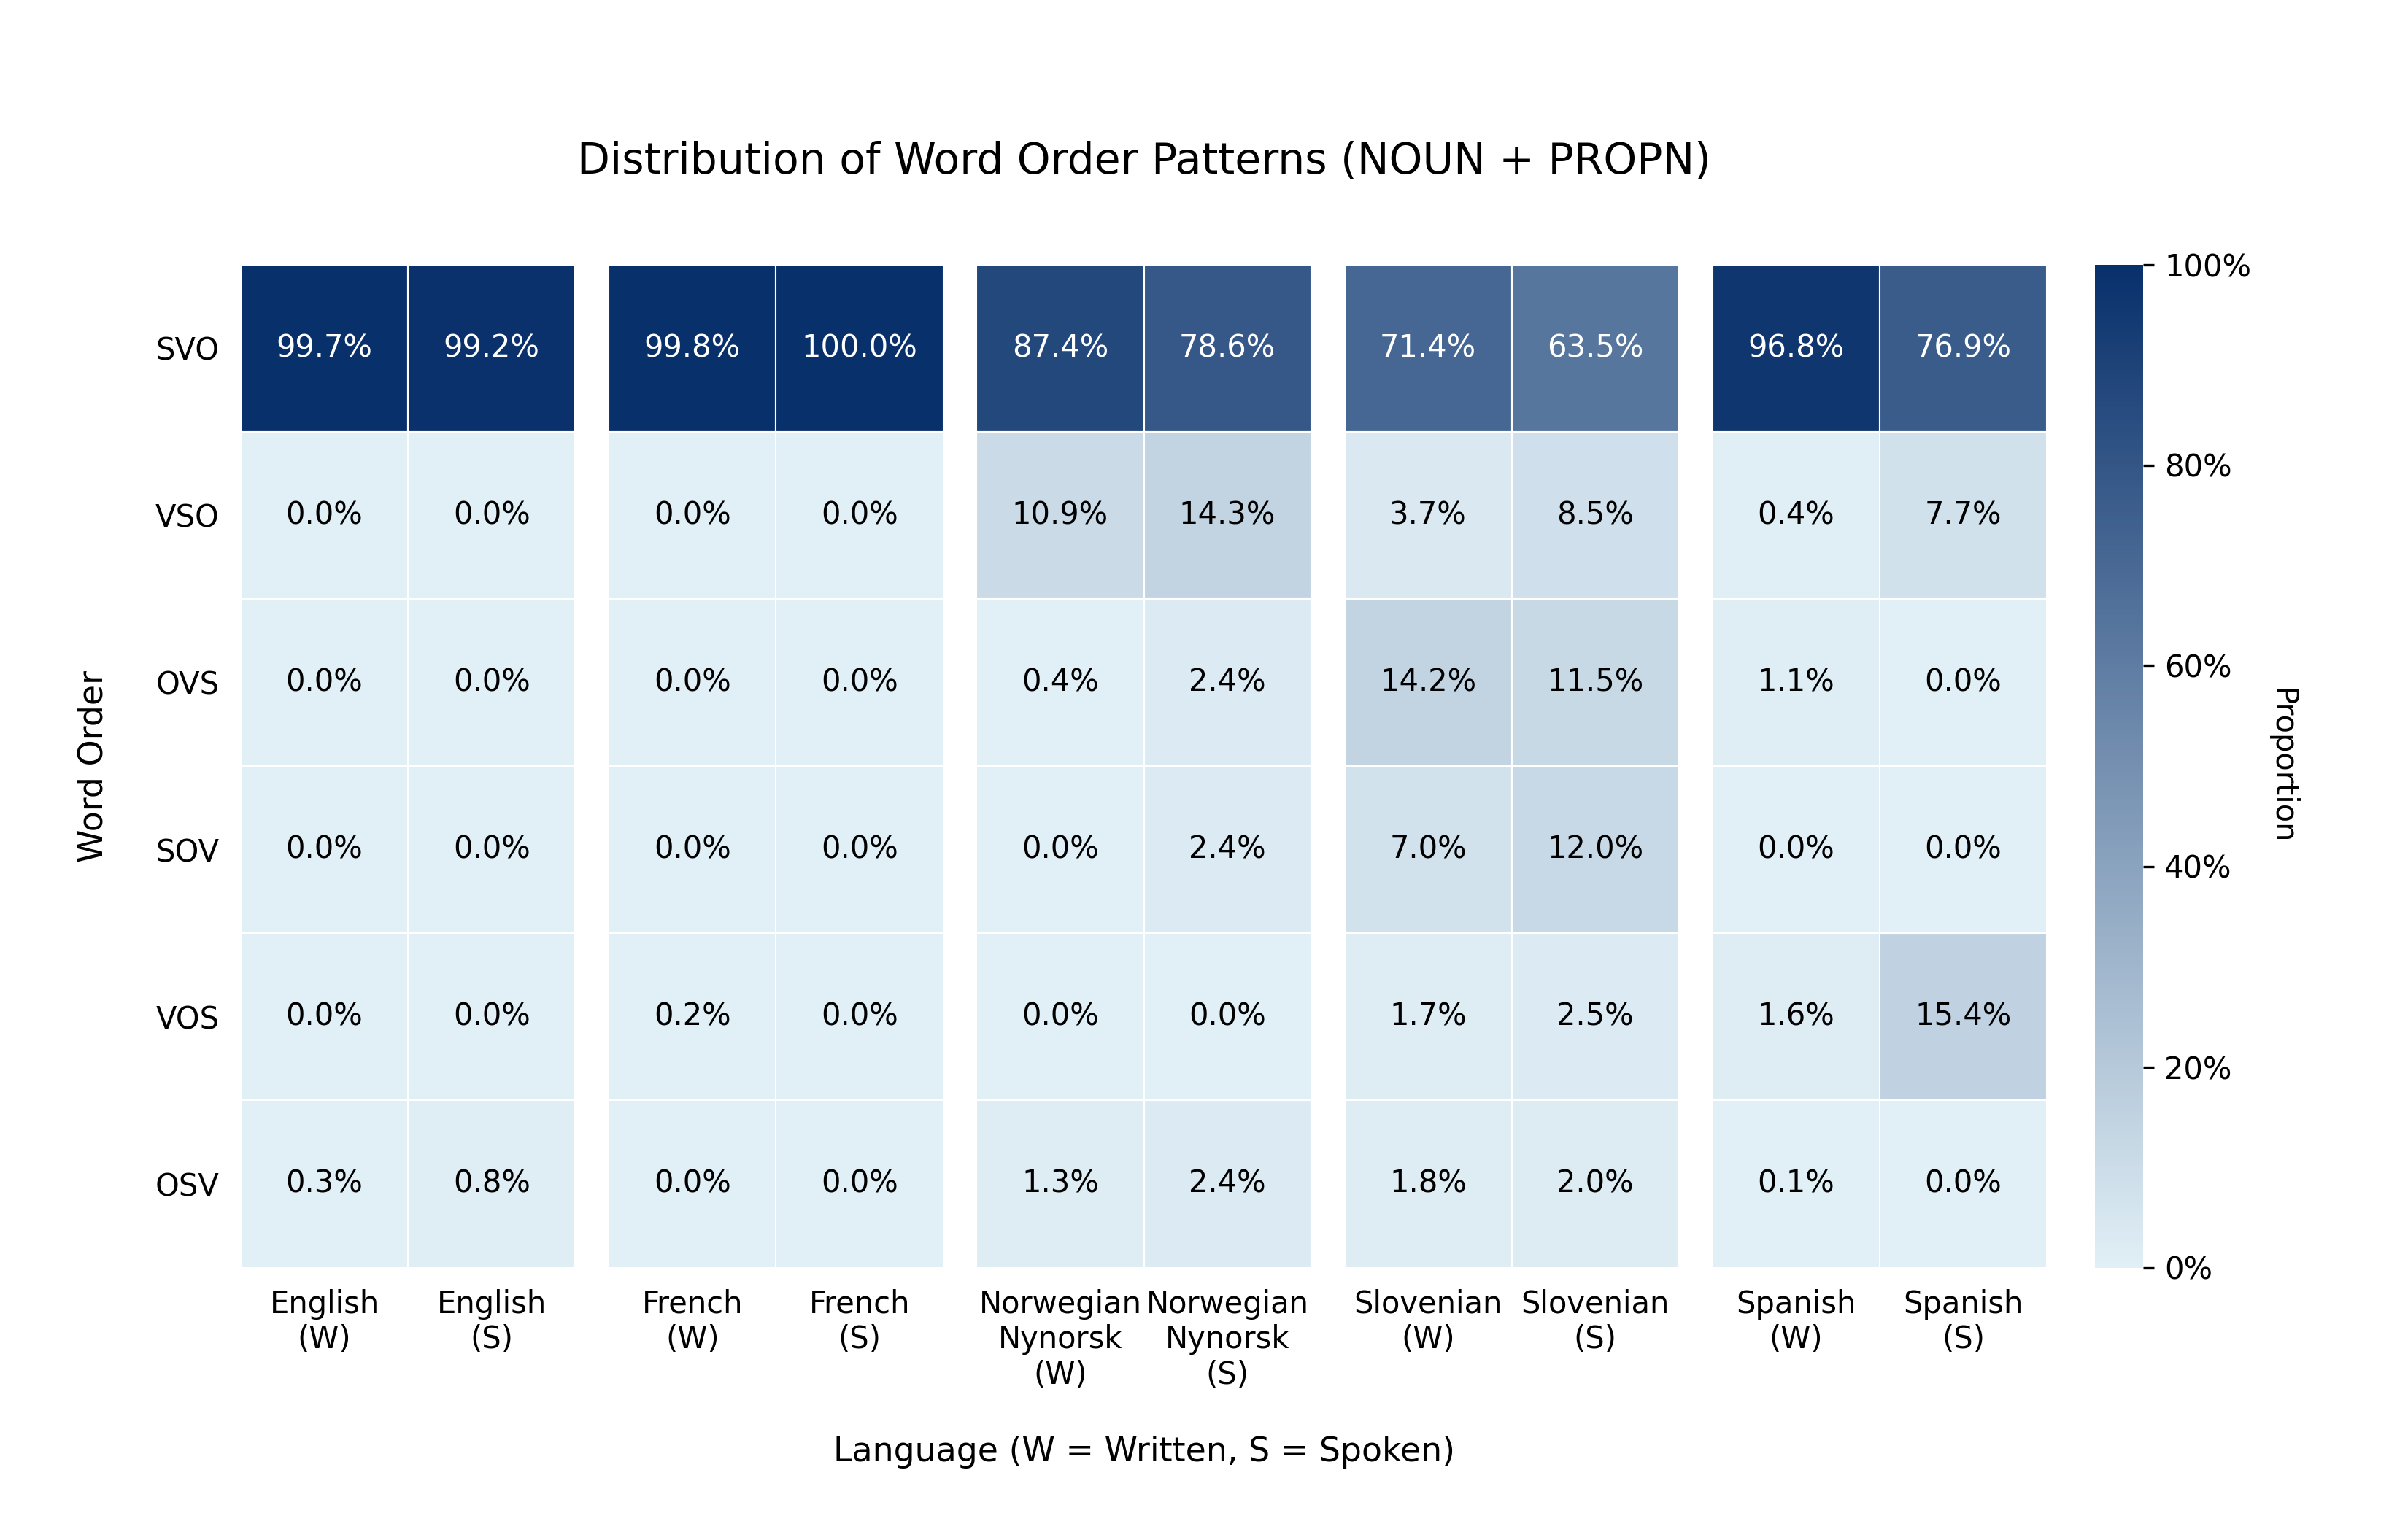 Distribution of Word Order Patterns (NOUN + PROPN)
Word Order
SVO 99.7% 99.2% 99.8% 100.0% 87.4% 78.6% 71.4% 63.5% 96.8% 76.9%
VSO 0.0% 0.0% 0.0% 0.0% 10.9% 14.3% 3.7% 8.5% 0.4% 7.7%
OVS 0.0% 0.0% 0.0% 0.0% 0.4% 2.4% 14.2% 11.5% 1.1% 0.0%
SOV 0.0% 0.0% 0.0% 0.0% 0.0% 2.4% 7.0% 12.0% 0.0% 0.0%
VOS 0.0% 0.0% 0.2% 0.0% 0.0% 0.0% 1.7% 2.5% 1.6% 15.4%
OSV 0.3% 0.8% 0.0% 0.0% 1.3% 2.4% 1.8% 2.0% 0.1% 0.0%
English English French French Norwegian Norwegian Slovenian Slovenian Spanish Spanish
(W) (S) (W) (S) Nynorsk Nynorsk (W) (S) (W) (S)
(W) (S)
Language (W = Written, S = Spoken)
100%
80%
60%
40%
20%
0%
Proportion